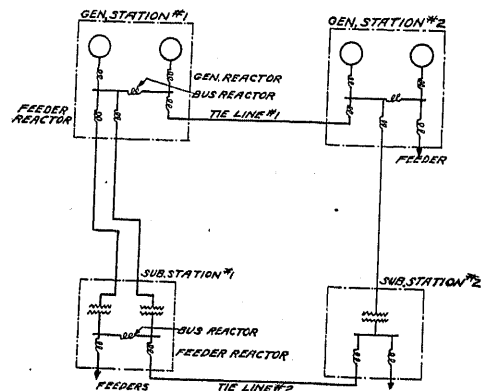 GEN. STATION #1
GEN. STATION #2
GEN. REACTOR
BUS REACTOR
FEEDER
REACTOR
TIE LINE #1
FEEDER
SUB. STATION #1
SUB. STATION #2
BUS REACTOR
FEEDER REACTOR
FEEDERS
TIE LINE #2